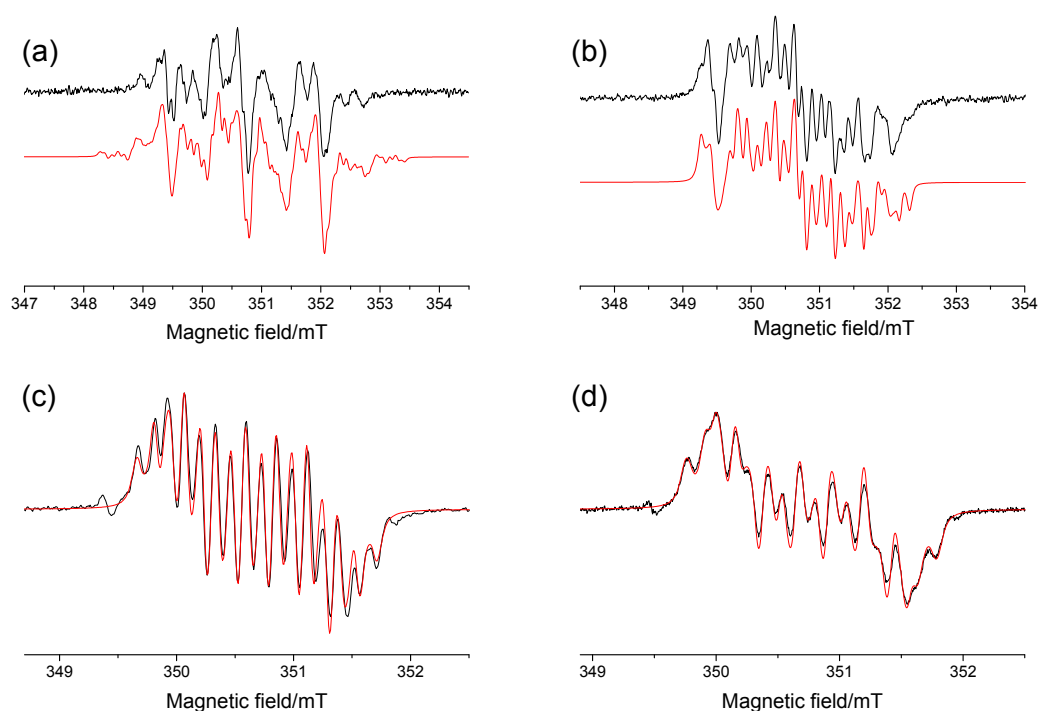 (a)
347 348 349 350 351 352 353 354
Magnetic field/mT
(b)
348 349 350 351 352 353 354
Magnetic field/mT
(c)
349 350 351 352
Magnetic field/mT
(d)
349 350 351 352
Magnetic field/mT